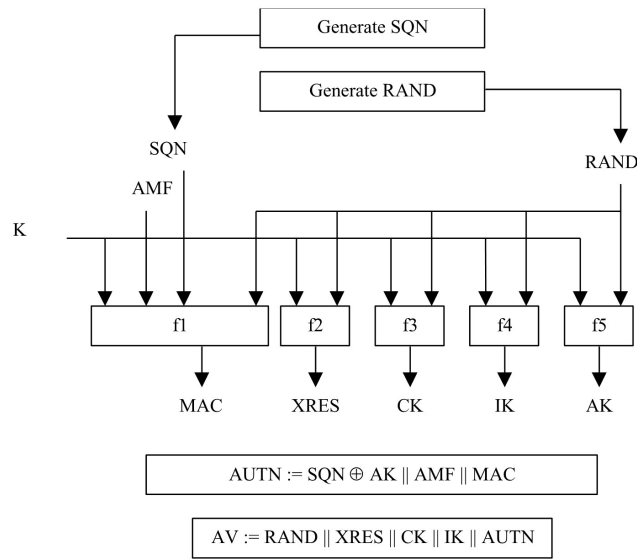 Generate SQN
Generate RAND
SQN
RAND
AMF
K
f1
f2
f3
f4
f5
MAC
XRES
CK
IK
AK
AUTN := SQN ⊕ AK || AMF || MAC
AV := RAND || XRES || CK || IK || AUTN